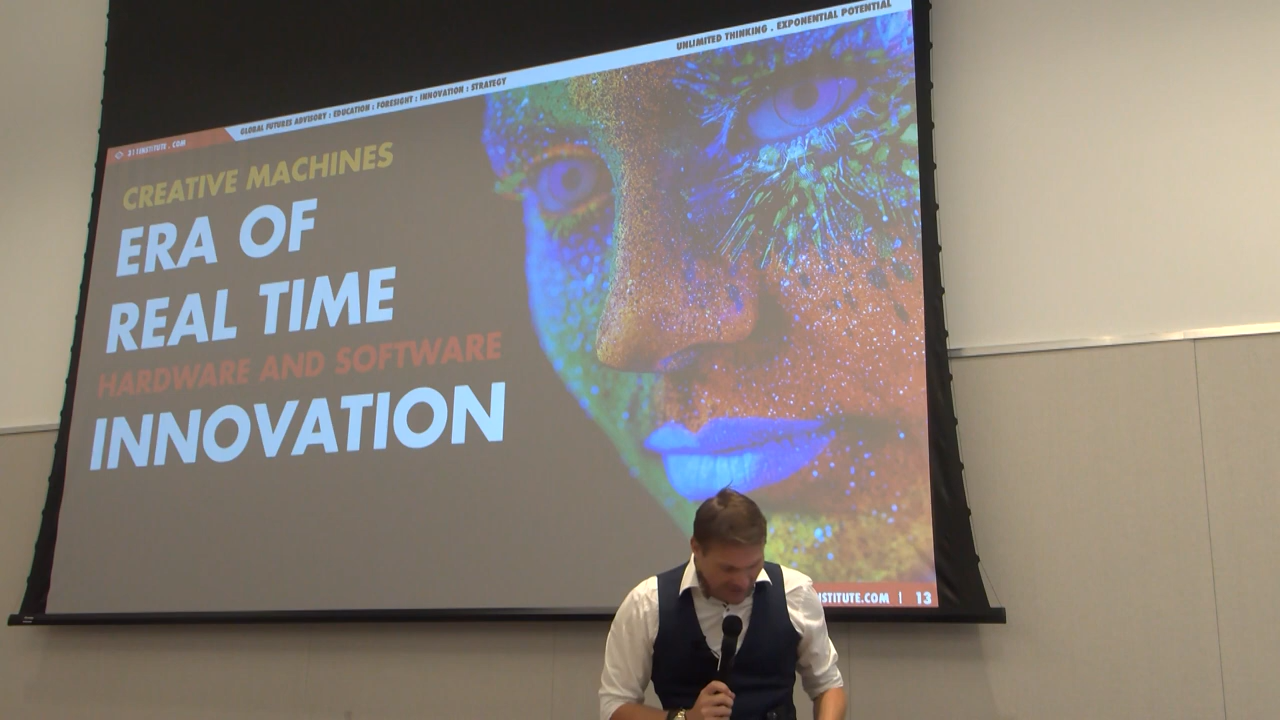 UNLIMITED THINKING . EXPONENTIAL POTENTIAL
GLOBAL FUTURES ADVISORY : EDUCATION : FORESIGHT : INNOVATION : STRATEGY
311INSTITUTE . COM
CREATIVE MACHINES
ERA OF
REAL TIME
HARDWARE AND SOFTWARE
INNOVATION
NSTITUTE.COM | 13